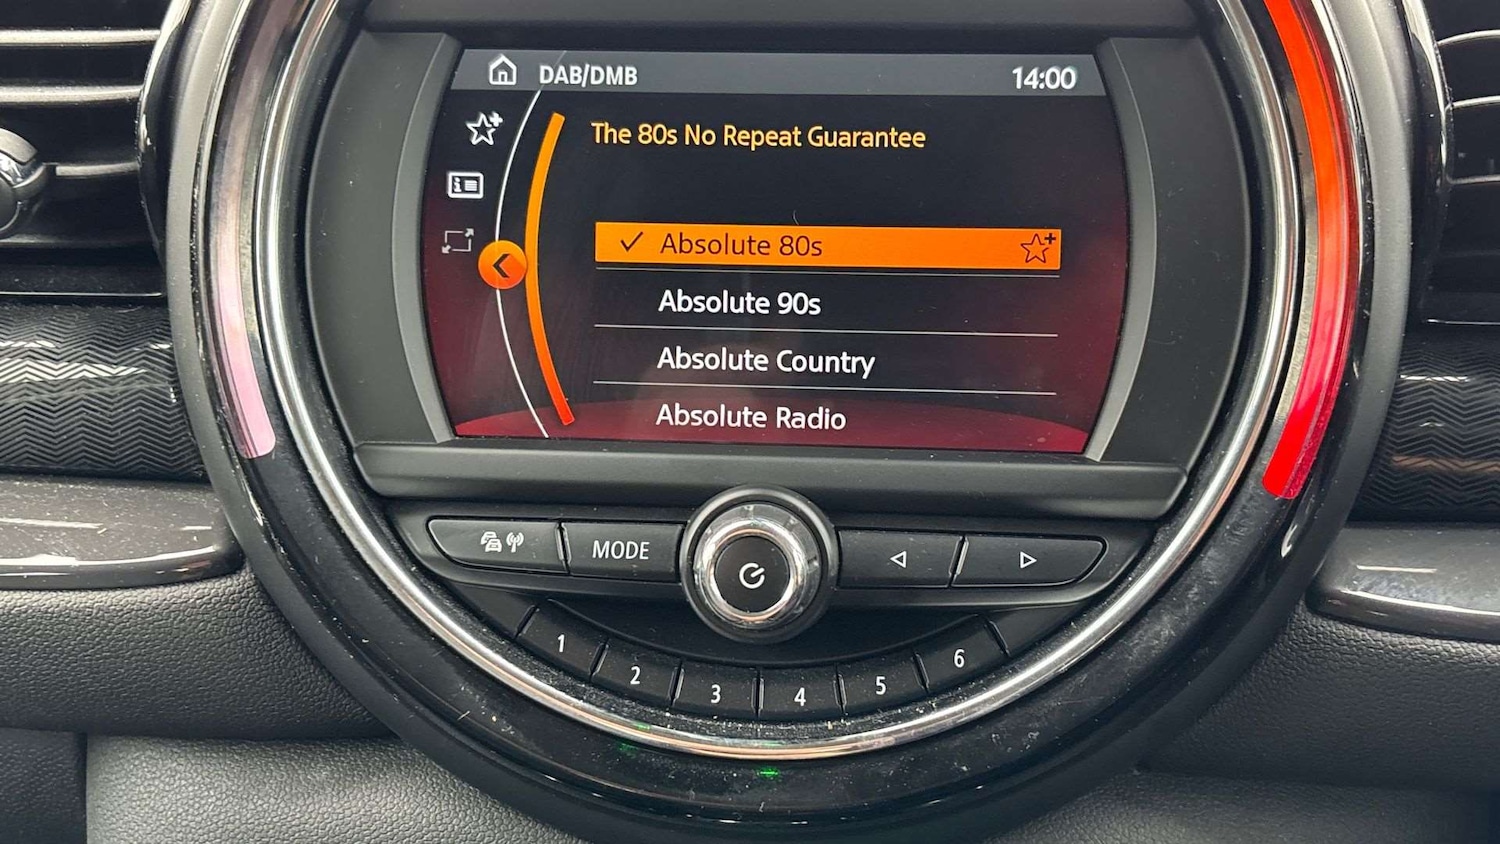 DAB/DMB 14:00
The 80s No Repeat Guarantee
Absolute 80s
Absolute 90s
Absolute Country
Absolute Radio
MODE
1 2 3 4 5 6